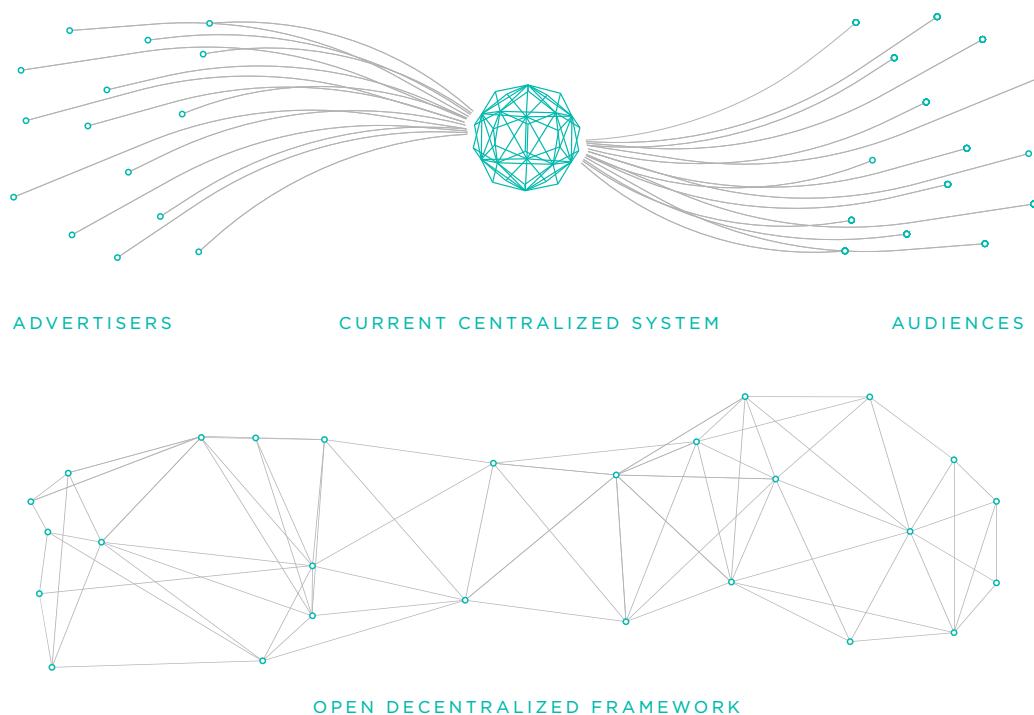 ADVERTISERS
CURRENT CENTRALIZED SYSTEM
AUDIENCES
OPEN DECENTRALIZED FRAMEWORK